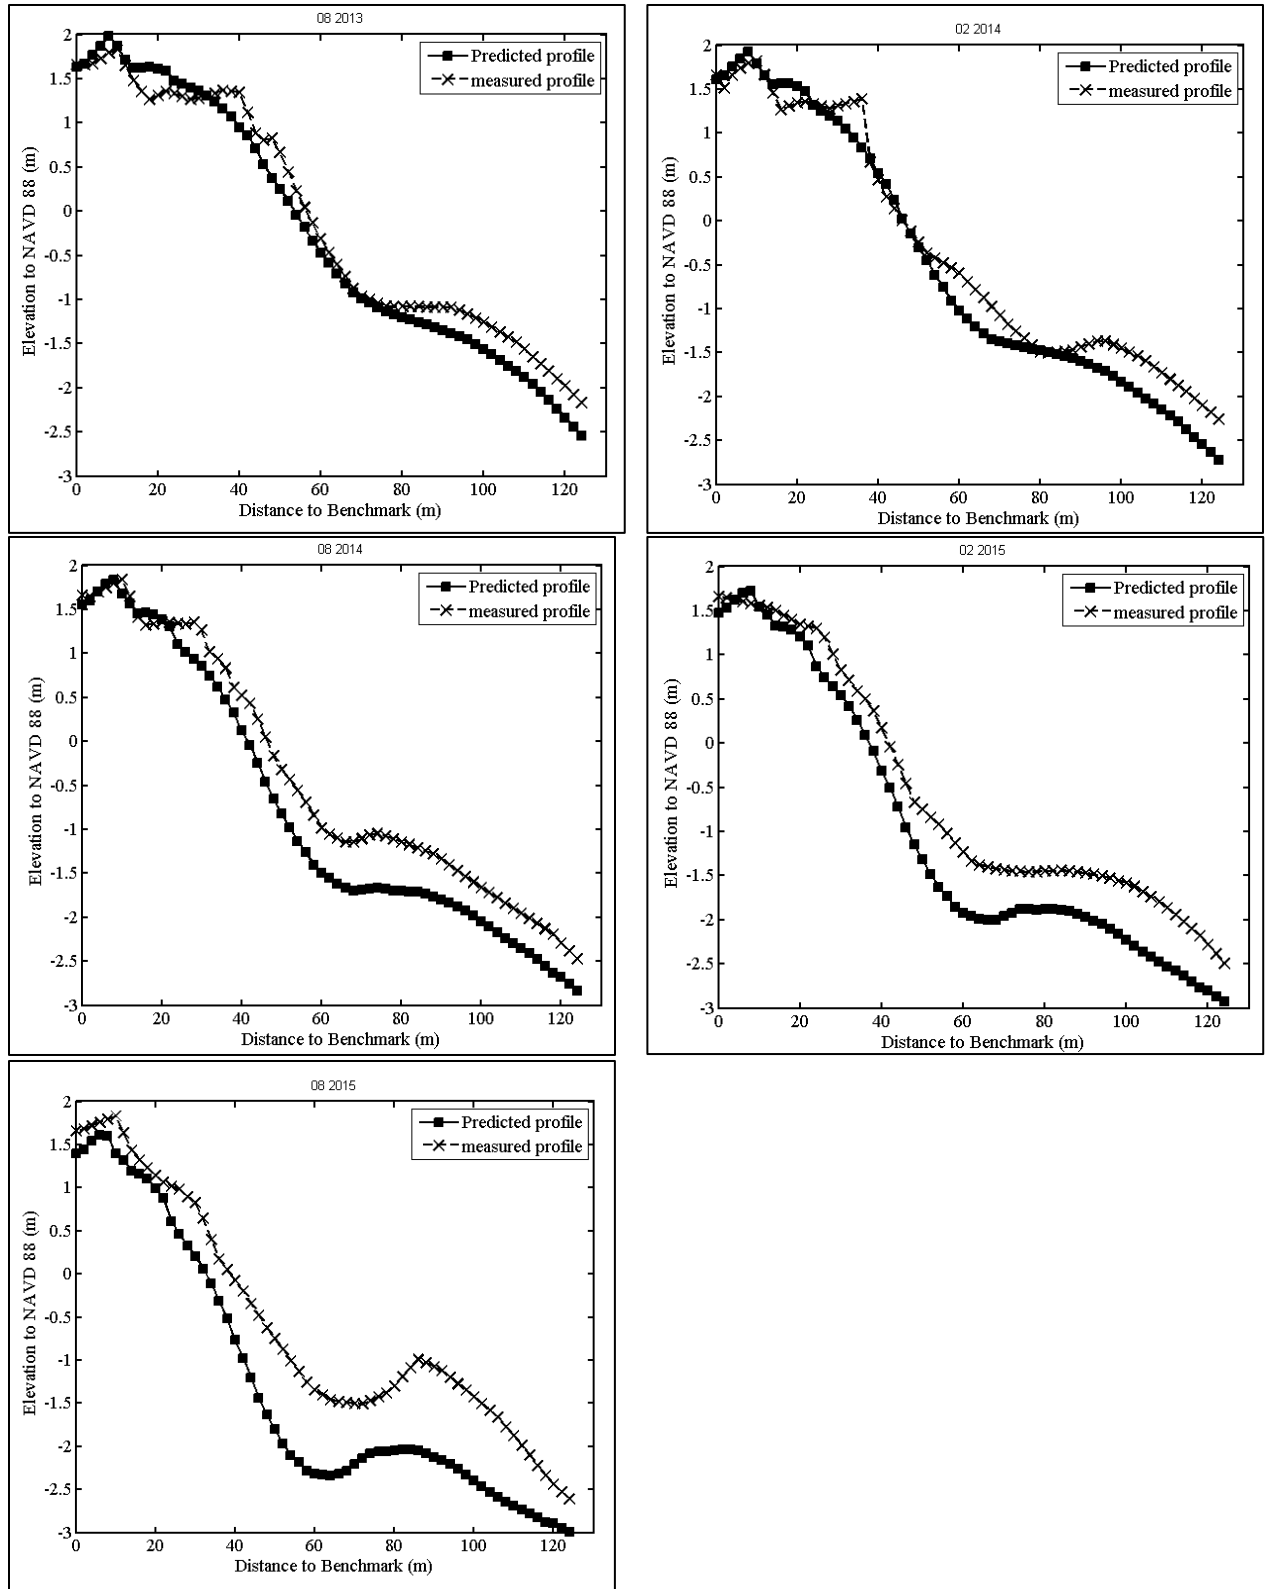 08 2013
Predicted profile
measured profile
2
1.5
1
0.5
0
-0.5
-1
-1.5
-2
-2.5
-3
Elevation to NAVD 88 (m)
0 20 40 60 80 100 120
Distance to Benchmark (m)
02 2014
Predicted profile
measured profile
2
1.5
1
0.5
0
-0.5
-1
-1.5
-2
-2.5
-3
Elevation to NAVD 88 (m)
0 20 40 60 80 100 120
Distance to Benchmark (m)
08 2014
Predicted profile
measured profile
2
1.5
1
0.5
0
-0.5
-1
-1.5
-2
-2.5
-3
Elevation to NAVD 88 (m)
0 20 40 60 80 100 120
Distance to Benchmark (m)
02 2015
Predicted profile
measured profile
2
1.5
1
0.5
0
-0.5
-1
-1.5
-2
-2.5
-3
Elevation to NAVD 88 (m)
0 20 40 60 80 100 120
Distance to Benchmark (m)
08 2015
Predicted profile
measured profile
2
1.5
1
0.5
0
-0.5
-1
-1.5
-2
-2.5
-3
Elevation to NAVD 88 (m)
0 20 40 60 80 100 120
Distance to Benchmark (m)